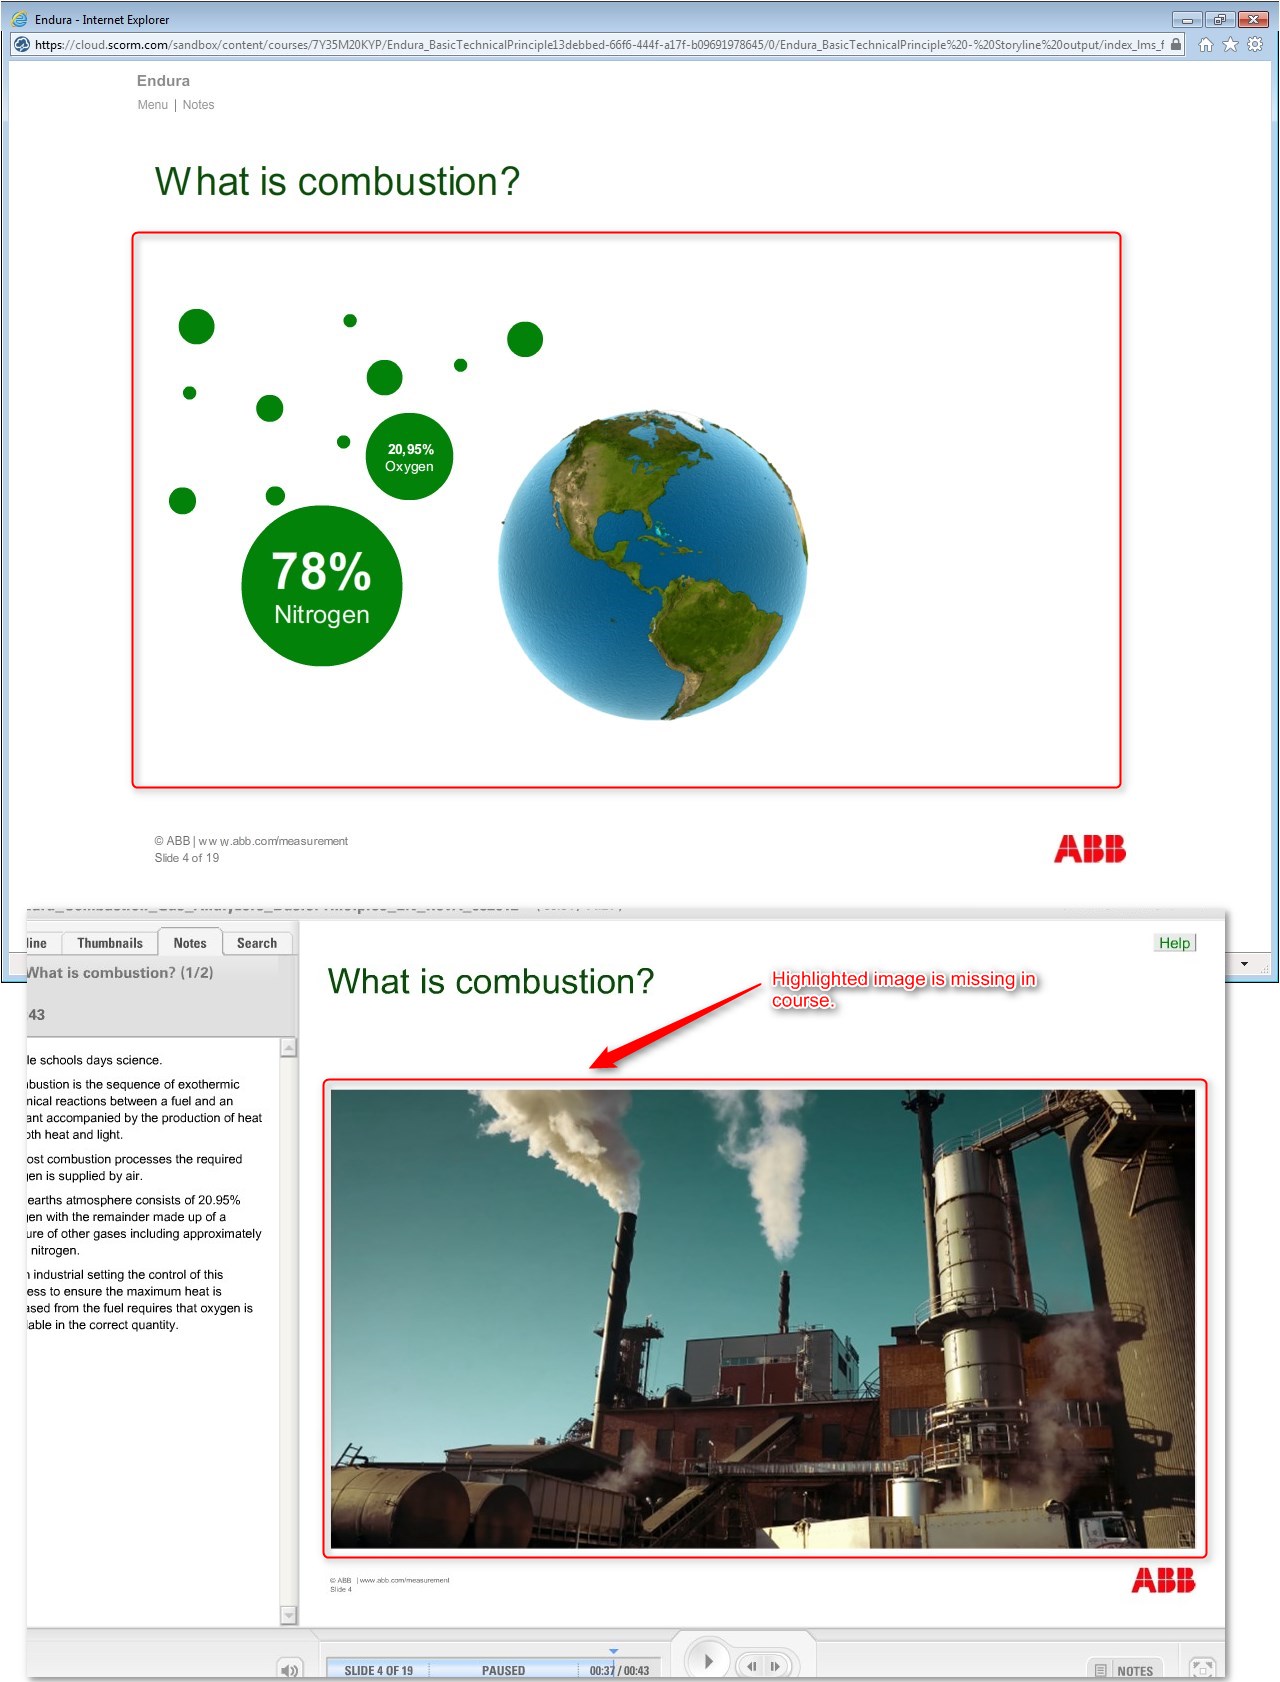 Endura - Internet Explorer
https://cloud.scorm.com/sandbox/content/courses/7Y35M20KYP/Endura_BasicTechnicalPrinciple13debbed-66f6-444f-a17f-b09691978645/0/Endura_BasicTechnicalPrinciple%20-%20Storyline%20output/index_lms_f
Endura
Menu | Notes
What is combustion?
20,95%
Oxygen
78%
Nitrogen
© ABB | www.abb.com/measurement
Slide 4 of 19
ABB
line
Thumbnails
Notes
Search
Help
What is combustion? (1/2)
43
What is combustion?
Highlighted image is missing in
course.
le schools days science.
bustion is the sequence of exothermic
mical reactions between a fuel and an
ant accompanied by the production of heat
oth heat and light.
ost combustion processes the required
gen is supplied by air.
earths atmosphere consists of 20.95%
gen with the remainder made up of a
ure of other gases including approximately
nitrogen.
n industrial setting the control of this
ess to ensure the maximum heat is
ased from the fuel requires that oxygen is
lable in the correct quantity.
© ABB | www.abb.com/measurement
Slide 4
ABB
SLIDE 4 OF 19
PAUSED
00:37 / 00:43
NOTES